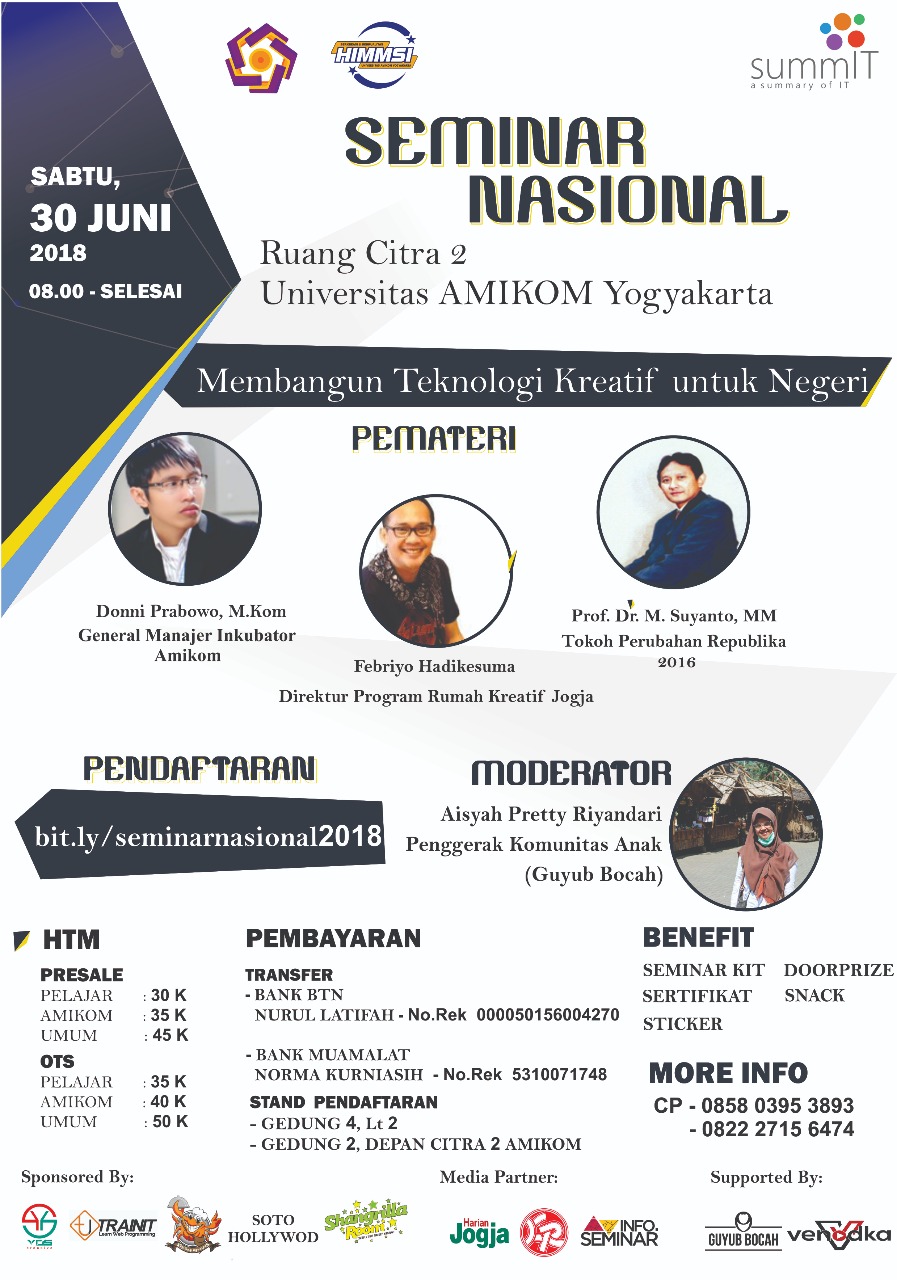 HIMMSI
summIT
a summary of IT
SEMINAR
NASIONAL
SABTU,
30 JUNI
2018
08.00 - SELESAI
Ruang Citra 2
Universitas AMIKOM Yogyakarta
Membangun Teknologi Kreatif untuk Negeri
PEMATERI
Donni Prabowo, M.Kom
General Manajer Inkubator
Amikom
Febriyo Hadikesuma
Direktur Program Rumah Kreatif Jogja
Prof. Dr. M. Suyanto, MM
Tokoh Perubahan Republika
2016
PENDAFTARAN
bit.ly/seminarnasional2018
MODERATOR
Aisyah Pretty Riyandari
Penggerak Komunitas Anak
(Guyub Bocah)
HTM
PRESALE
PELAJAR : 30 K
AMIKOM : 35 K
UMUM : 45 K
OTS
PELAJAR : 35 K
AMIKOM : 40 K
UMUM : 50 K
PEMBAYARAN
TRANSFER
- BANK BTN
NURUL LATIFAH - No.Rek 000050156004270
- BANK MUAMALAT
NORMA KURNIASIH - No.Rek 5310071748
STAND PENDAFTARAN
- GEDUNG 4, Lt 2
- GEDUNG 2, DEPAN CITRA 2 AMIKOM
BENEFIT
SEMINAR KIT DOORPRIZE
SERTIFIKAT SNACK
STICKER
MORE INFO
CP - 0858 0395 3893
- 0822 2715 6474
Sponsored By:
TRAINIT
Learn Web Programming
SOTO
HOLLYWOD
Shangrilla
Media Partner:
Harian
Jogja
INFO.
SEMINAR
Supported By:
GUYUB BOCAH
venodka